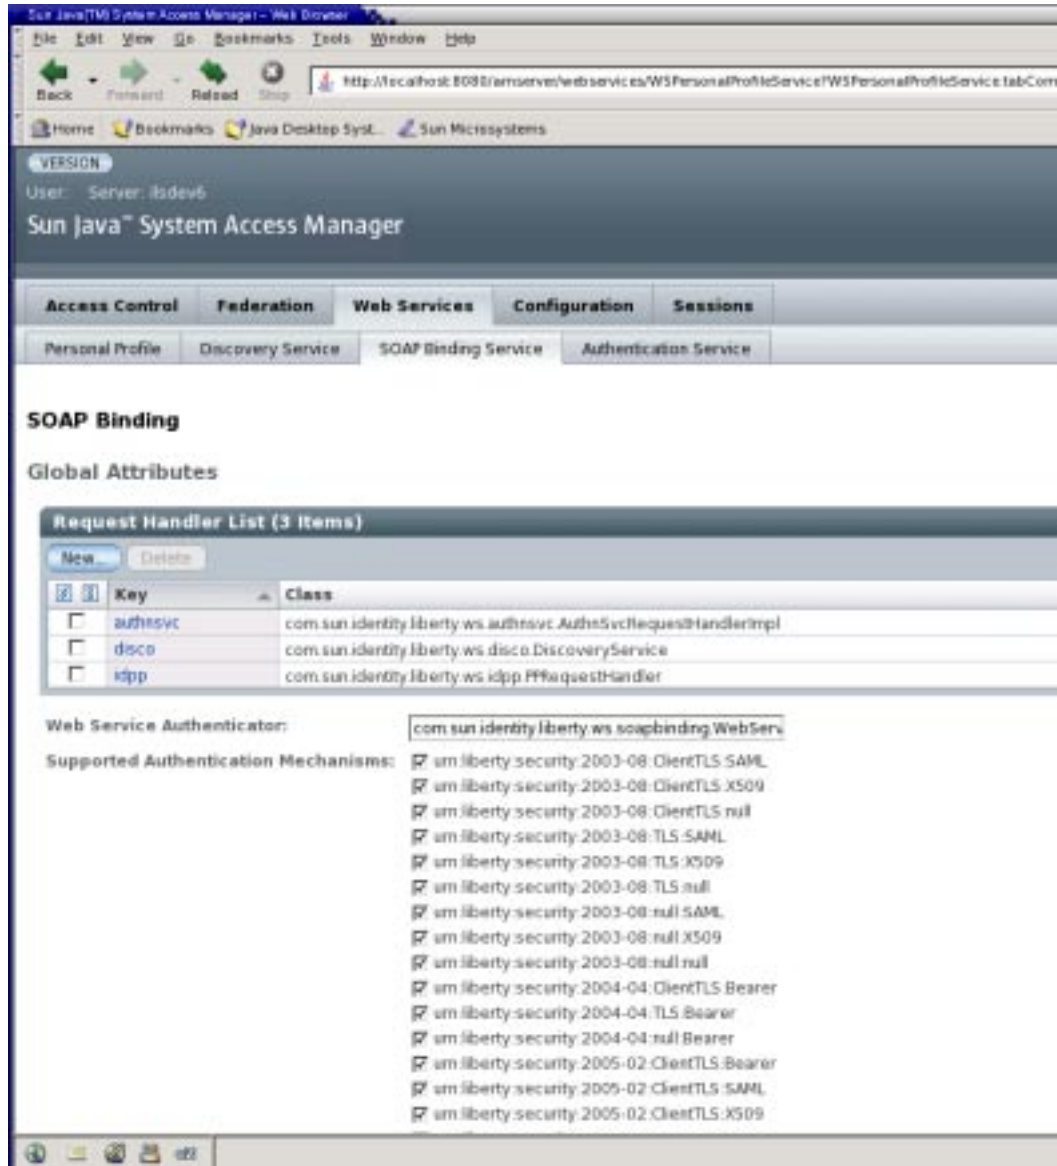 Sun Java(TM) System Access Manager - Web Browser
File Edit View Go Bookmarks Tools Window Help
Back Forward Reload Stop http://localhost:8080/amserver/webservices/WSPersonalProfileService?WSPersonalProfileService.tabCom
Home Bookmarks Java Desktop Syst... Sun Microsystems
VERSION
User: Server: ilsdev6
Sun Java™ System Access Manager
Access Control Federation Web Services Configuration Sessions
Personal Profile Discovery Service SOAP Binding Service Authentication Service
SOAP Binding
Global Attributes
Request Handler List (3 Items)
New... Delete
Key Class
authnsvc com.sun.identity.liberty.ws.authnsvc.AuthnSvcRequestHandlerImpl
disco com.sun.identity.liberty.ws.disco.DiscoveryService
idpp com.sun.identity.liberty.ws.idpp.PPRequestHandler
Web Service Authenticator: com.sun.identity.liberty.ws.soapbinding.WebServ
Supported Authentication Mechanisms: urn:liberty:security:2003-08:ClientTLS:SAML
urn:liberty:security:2003-08:ClientTLS:X509
urn:liberty:security:2003-08:ClientTLS:null
urn:liberty:security:2003-08:TLS:SAML
urn:liberty:security:2003-08:TLS:X509
urn:liberty:security:2003-08:TLS:null
urn:liberty:security:2003-08:null:SAML
urn:liberty:security:2003-08:null:X509
urn:liberty:security:2003-08:null:null
urn:liberty:security:2004-04:ClientTLS:Bearer
urn:liberty:security:2004-04:TLS:Bearer
urn:liberty:security:2004-04:null:Bearer
urn:liberty:security:2005-02:ClientTLS:Bearer
urn:liberty:security:2005-02:ClientTLS:SAML
urn:liberty:security:2005-02:ClientTLS:X509